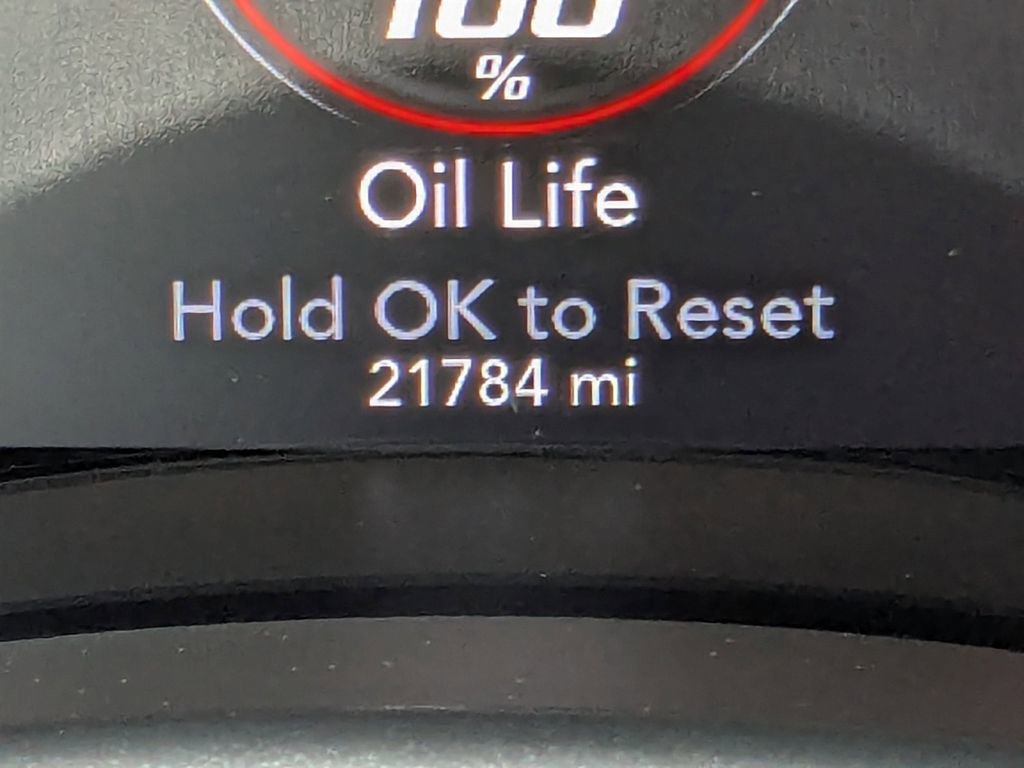 100
%
Oil Life
Hold OK to Reset
21784 mi